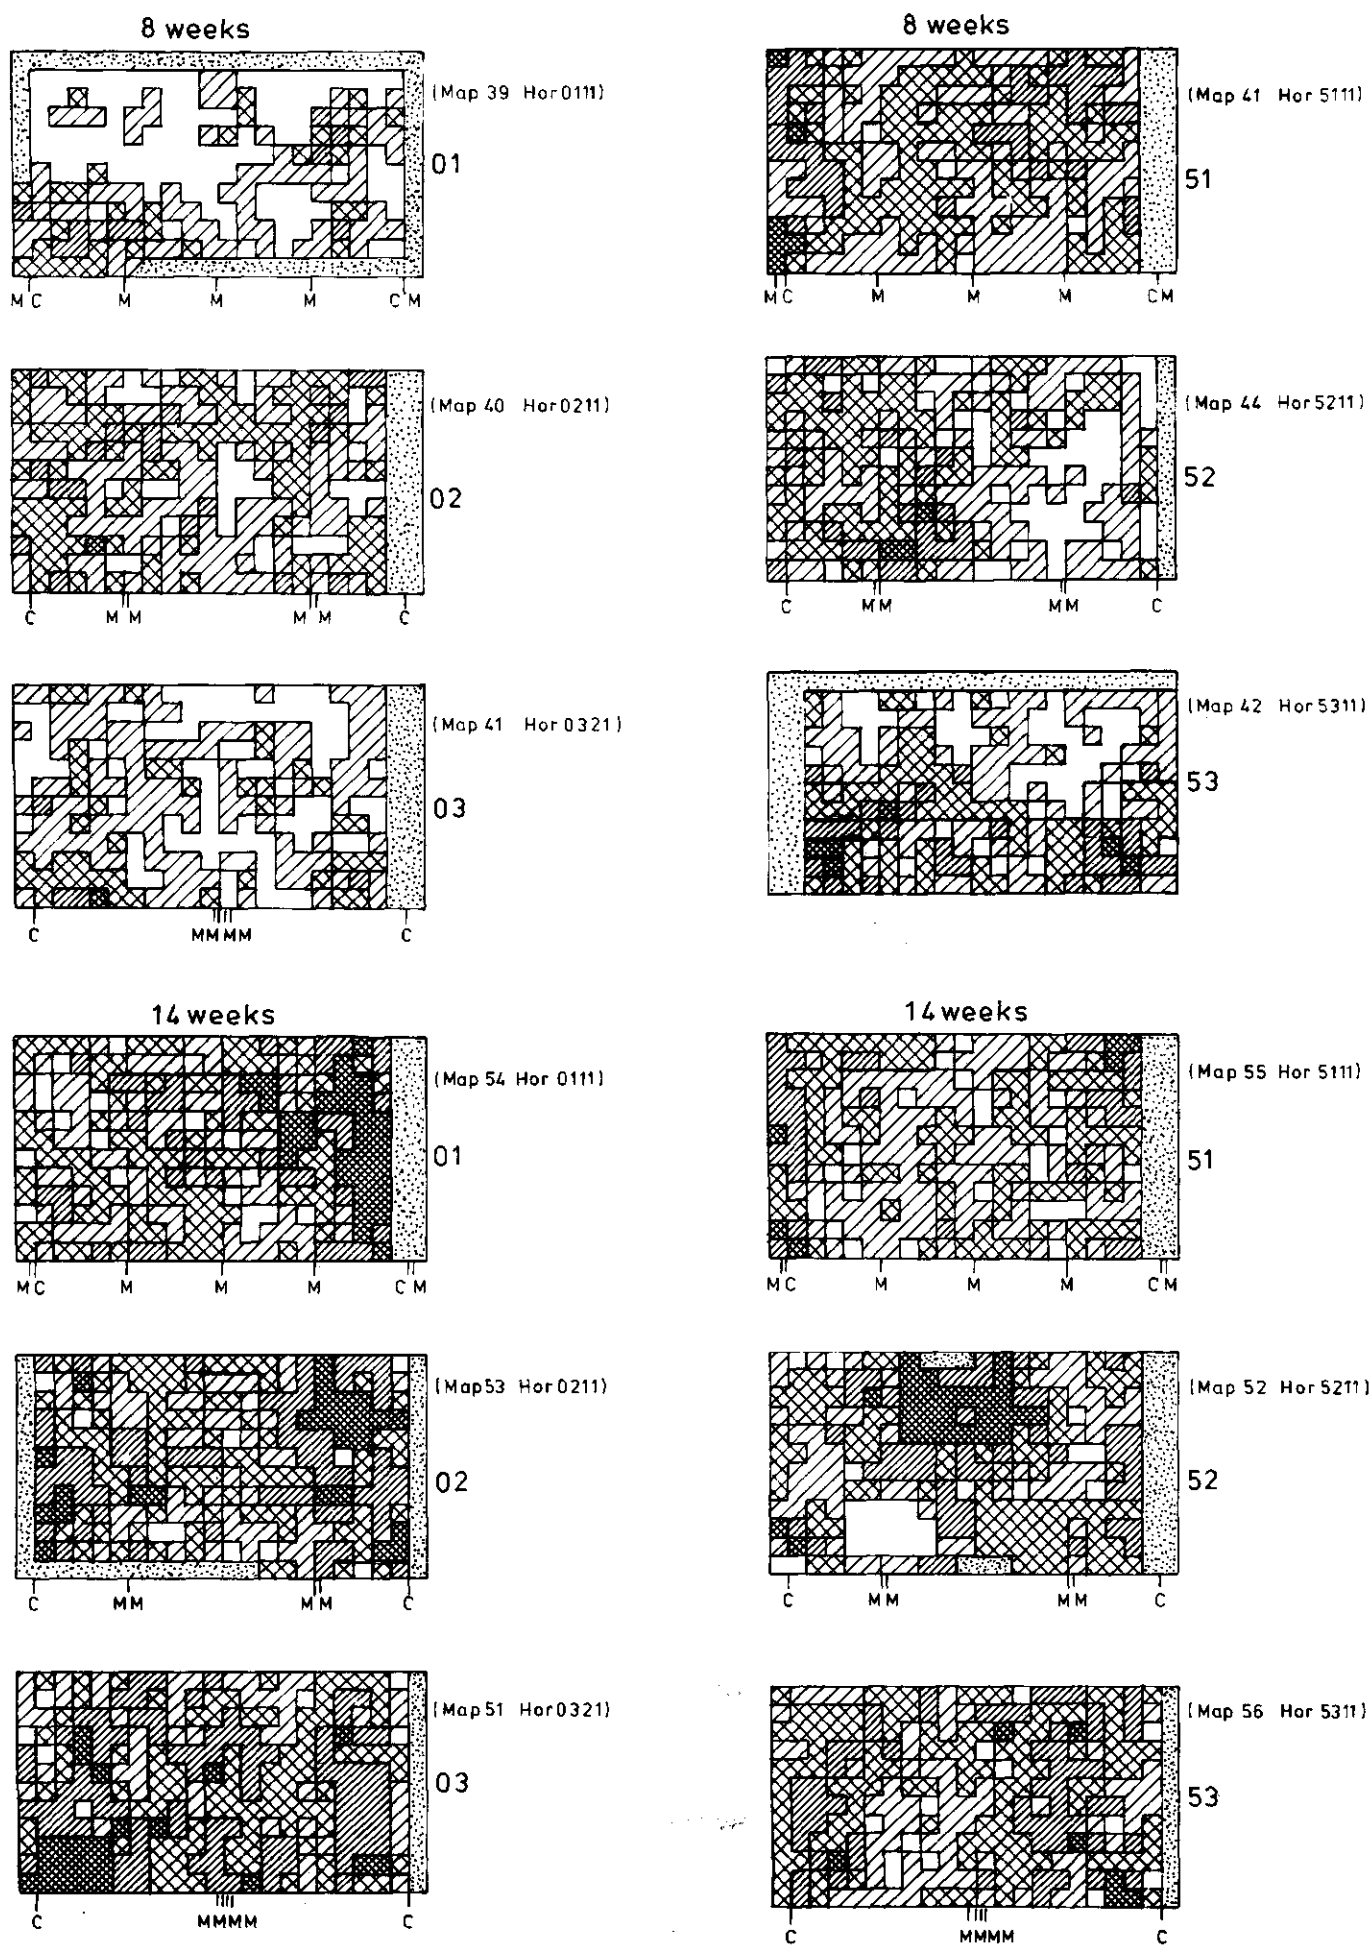 8 weeks
(Map 39 Hor 0111)
01
M C M M M C M
(Map 40 Hor 0211)
02
C M M M M C
(Map 41 Hor 0321)
03
C MMMM C
14 weeks
(Map 54 Hor 0111)
01
M C M M M C M
(Map 53 Hor 0211)
02
C M M M M C
(Map 51 Hor 0321)
03
C MMMM C
8 weeks
(Map 41 Hor 5111)
51
M C M M M C M
(Map 44 Hor 5211)
52
C M M M M C
(Map 42 Hor 5311)
53
14 weeks
(Map 55 Hor 5111)
51
M C M M M C M
(Map 52 Hor 5211)
52
C M M M M C
(Map 56 Hor 5311)
53
C MMMM C